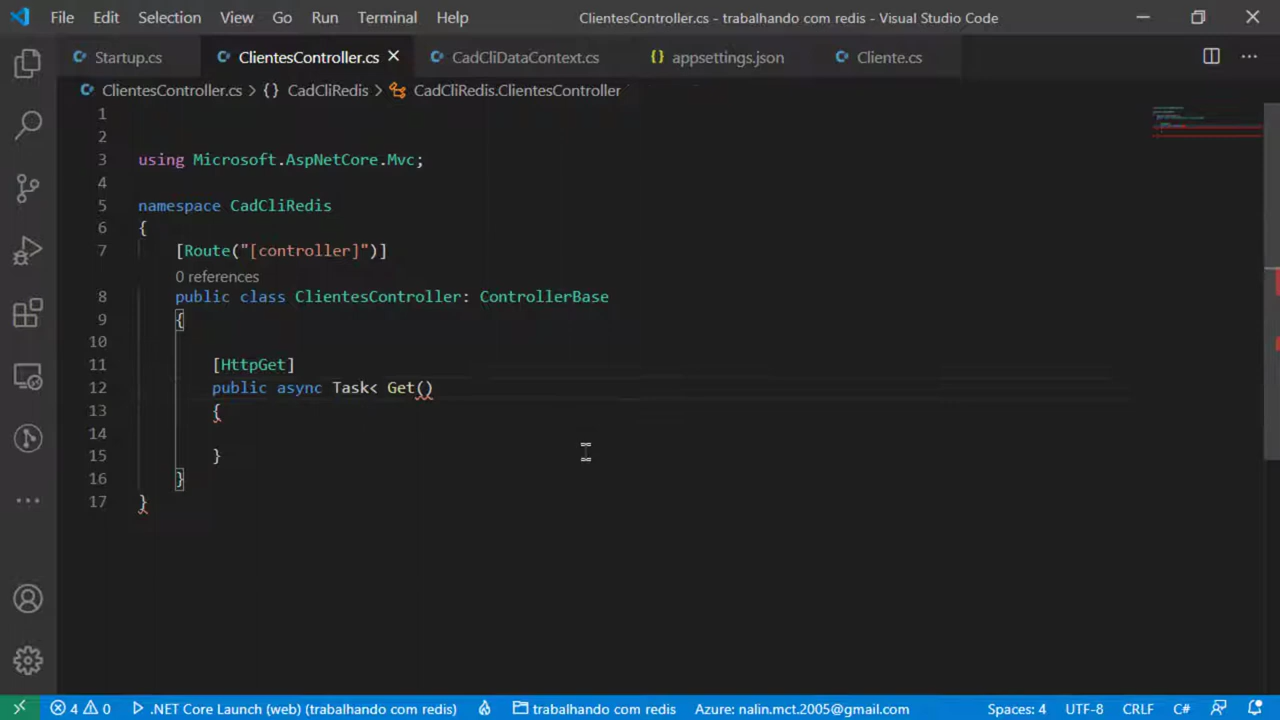 File Edit Selection View Go Run Terminal Help ClientesController.cs - trabalhando com redis - Visual Studio Code
Startup.cs ClientesController.cs CadCliDataContext.cs appsettings.json Cliente.cs
ClientesController.cs > {} CadCliRedis > CadCliRedis.ClientesController
1
2
3 using Microsoft.AspNetCore.Mvc;
4
5 namespace CadCliRedis
6 {
7 [Route("[controller]")]
0 references
8 public class ClientesController: ControllerBase
9 {
10
11 [HttpGet]
12 public async Task< Get()
13 {
14
15 }
16 }
17 }
4 0 .NET Core Launch (web) (trabalhando com redis) trabalhando com redis Azure: nalin.mct.2005@gmail.com Spaces: 4 UTF-8 CRLF C#